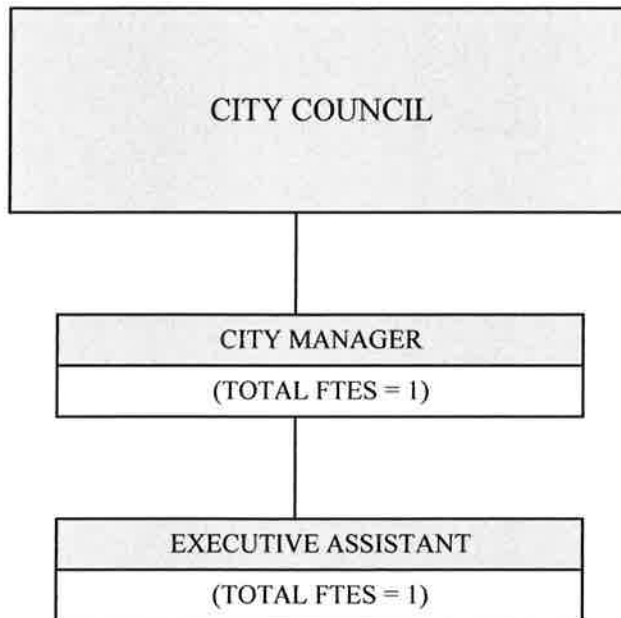 CITY COUNCIL
CITY MANAGER
(TOTAL FTES = 1)
EXECUTIVE ASSISTANT
(TOTAL FTES = 1)